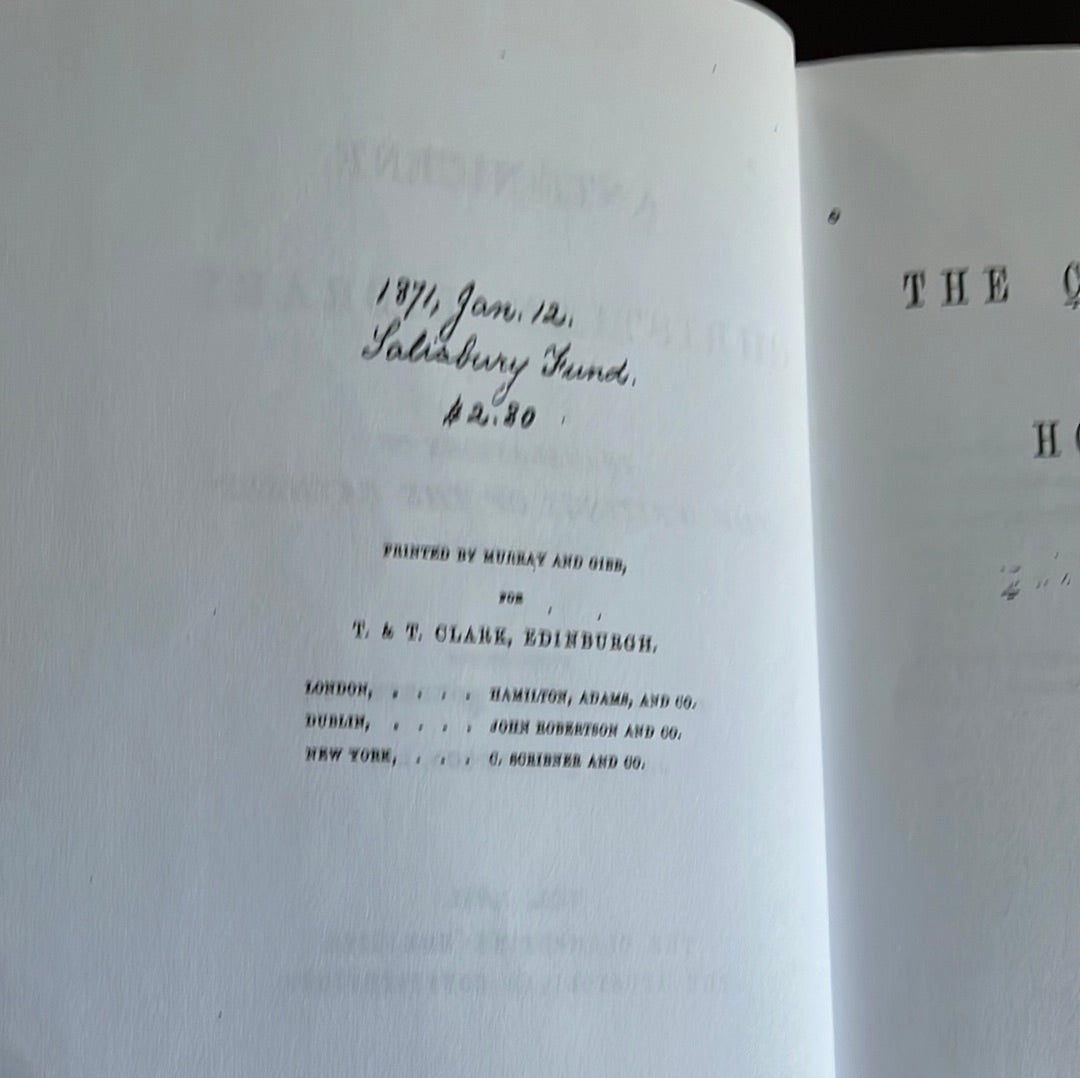 1871, Jan. 12.
Salisbury Fund.
$2.80
PRINTED BY MURRAY AND GIBB,
FOR
T. & T. CLARK, EDINBURGH.
LONDON, . . . . HAMILTON, ADAMS, AND CO.
DUBLIN, . . . . JOHN ROBERTSON AND CO.
NEW YORK, . . . C. SCRIBNER AND CO.
THE